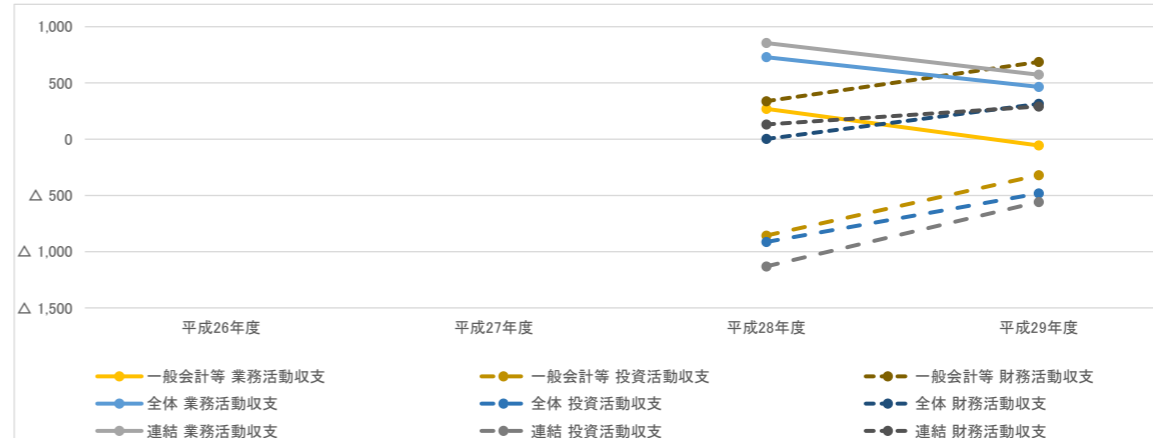 1,000
500
0
△ 500
△ 1,000
△ 1,500
平成26年度 平成27年度 平成28年度 平成29年度
一般会計等 業務活動収支 一般会計等 投資活動収支 一般会計等 財務活動収支
全体 業務活動収支 全体 投資活動収支 全体 財務活動収支
連結 業務活動収支 連結 投資活動収支 連結 財務活動収支